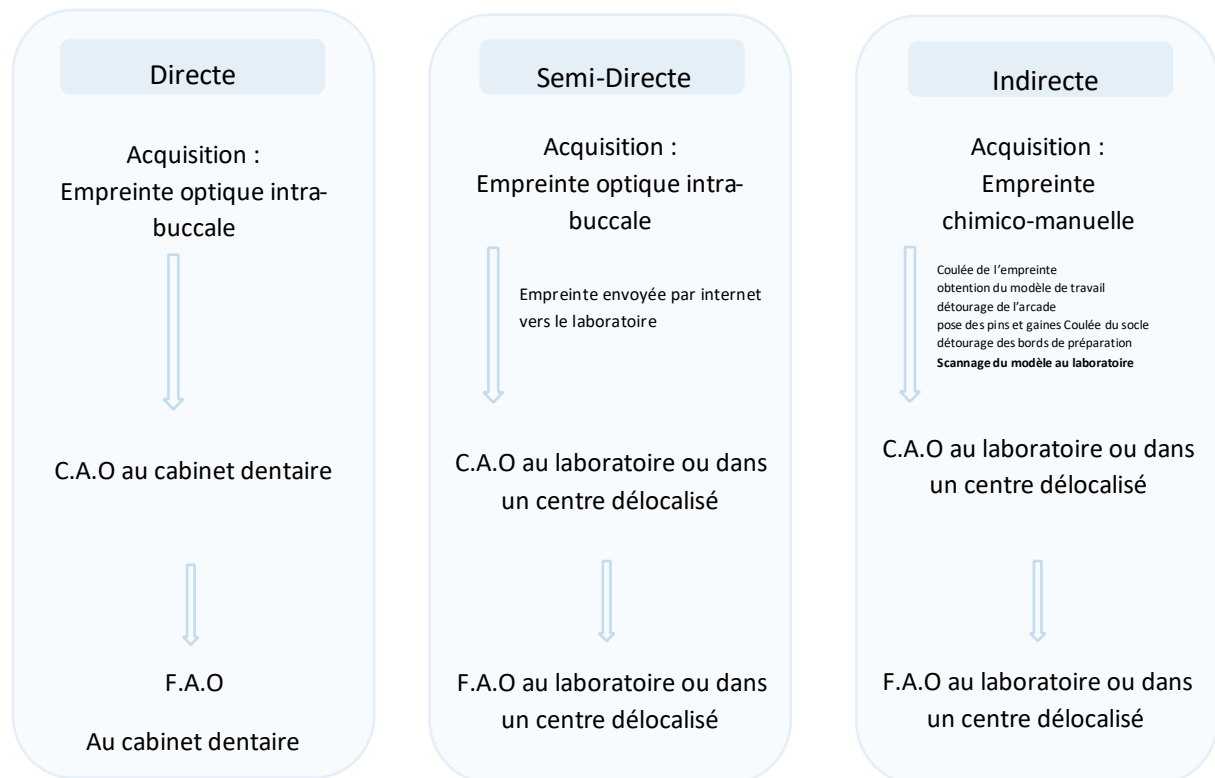 Directe
Acquisition :
Empreinte optique intra-
buccale
C.A.O au cabinet dentaire
F.A.O
Au cabinet dentaire
Semi-Directe
Acquisition :
Empreinte optique intra-
buccale
Empreinte envoyée par internet
vers le laboratoire
C.A.O au laboratoire ou dans
un centre délocalisé
F.A.O au laboratoire ou dans
un centre délocalisé
Indirecte
Acquisition :
Empreinte
chimico-manuelle
Coulée de l'empreinte
obtention du modèle de travail
détourage de l'arcade
pose des pins et gaines Coulée du socle
détourage des bords de préparation
Scannage du modèle au laboratoire
C.A.O au laboratoire ou dans
un centre délocalisé
F.A.O au laboratoire ou dans
un centre délocalisé